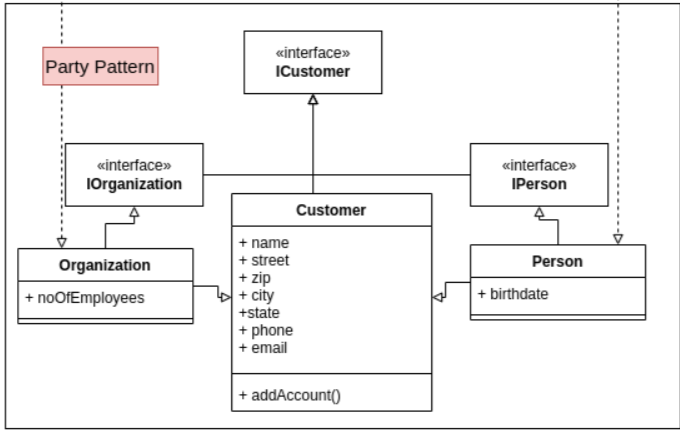 Party Pattern
«interface»
ICustomer
«interface»
IOrganization
«interface»
IPerson
Customer
+ name
+ street
+ zip
+ city
+state
+ phone
+ email
+ addAccount()
Organization
+ noOfEmployees
Person
+ birthdate